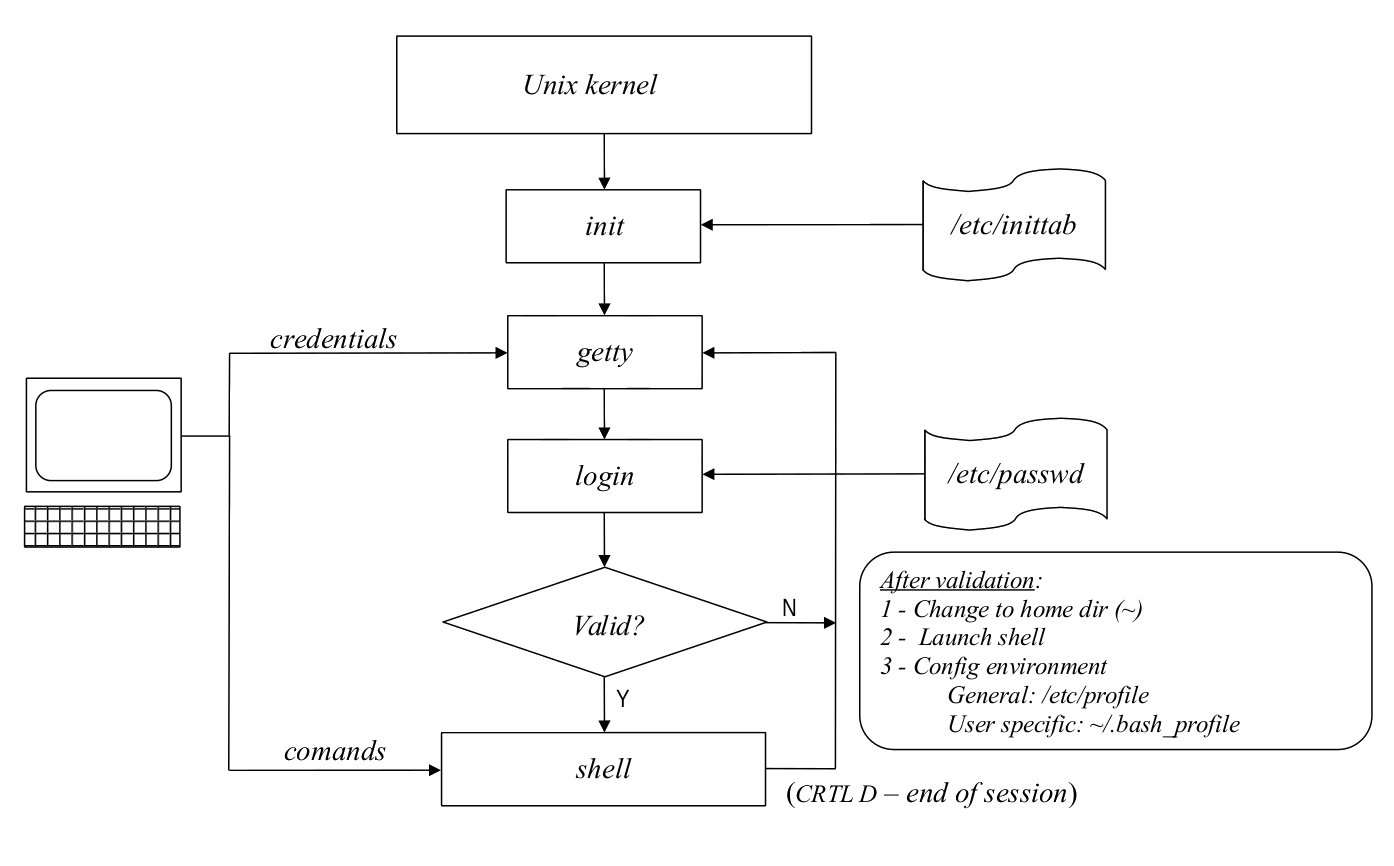 Unix kernel
init
/etc/inittab
credentials
getty
login
/etc/passwd
Valid?
N
Y
After validation:
1 - Change to home dir (~)
2 - Launch shell
3 - Config environment
General: /etc/profile
User specific: ~/.bash_profile
comands
shell
(CRTL D – end of session)